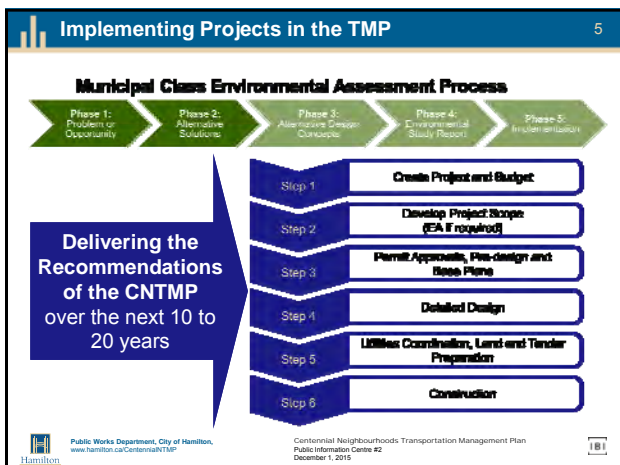 Implementing Projects in the TMP
5
Municipal Class Environmental Assessment Process
Phase 1:
Problem or
Opportunity
Phase 2:
Alternative
Solutions
Phase 3:
Alternative Design
Concepts
Phase 4:
Environmental
Study Report
Phase 5:
Implementation
Delivering the
Recommendations
of the CNTMP
over the next 10 to
20 years
Step 1
Create Project and Budget
Step 2
Develop Project Scope
(EA if required)
Step 3
Permit Approvals, Pre-design and
Base Plans
Step 4
Detailed Design
Step 5
Utilities Coordination, Land and Tender
Preparation
Step 6
Construction
Hamilton
Public Works Department, City of Hamilton,
www.hamilton.ca/CentennialNTMP
Centennial Neighbourhoods Transportation Management Plan
Public Information Centre #2
December 1, 2015
IBI